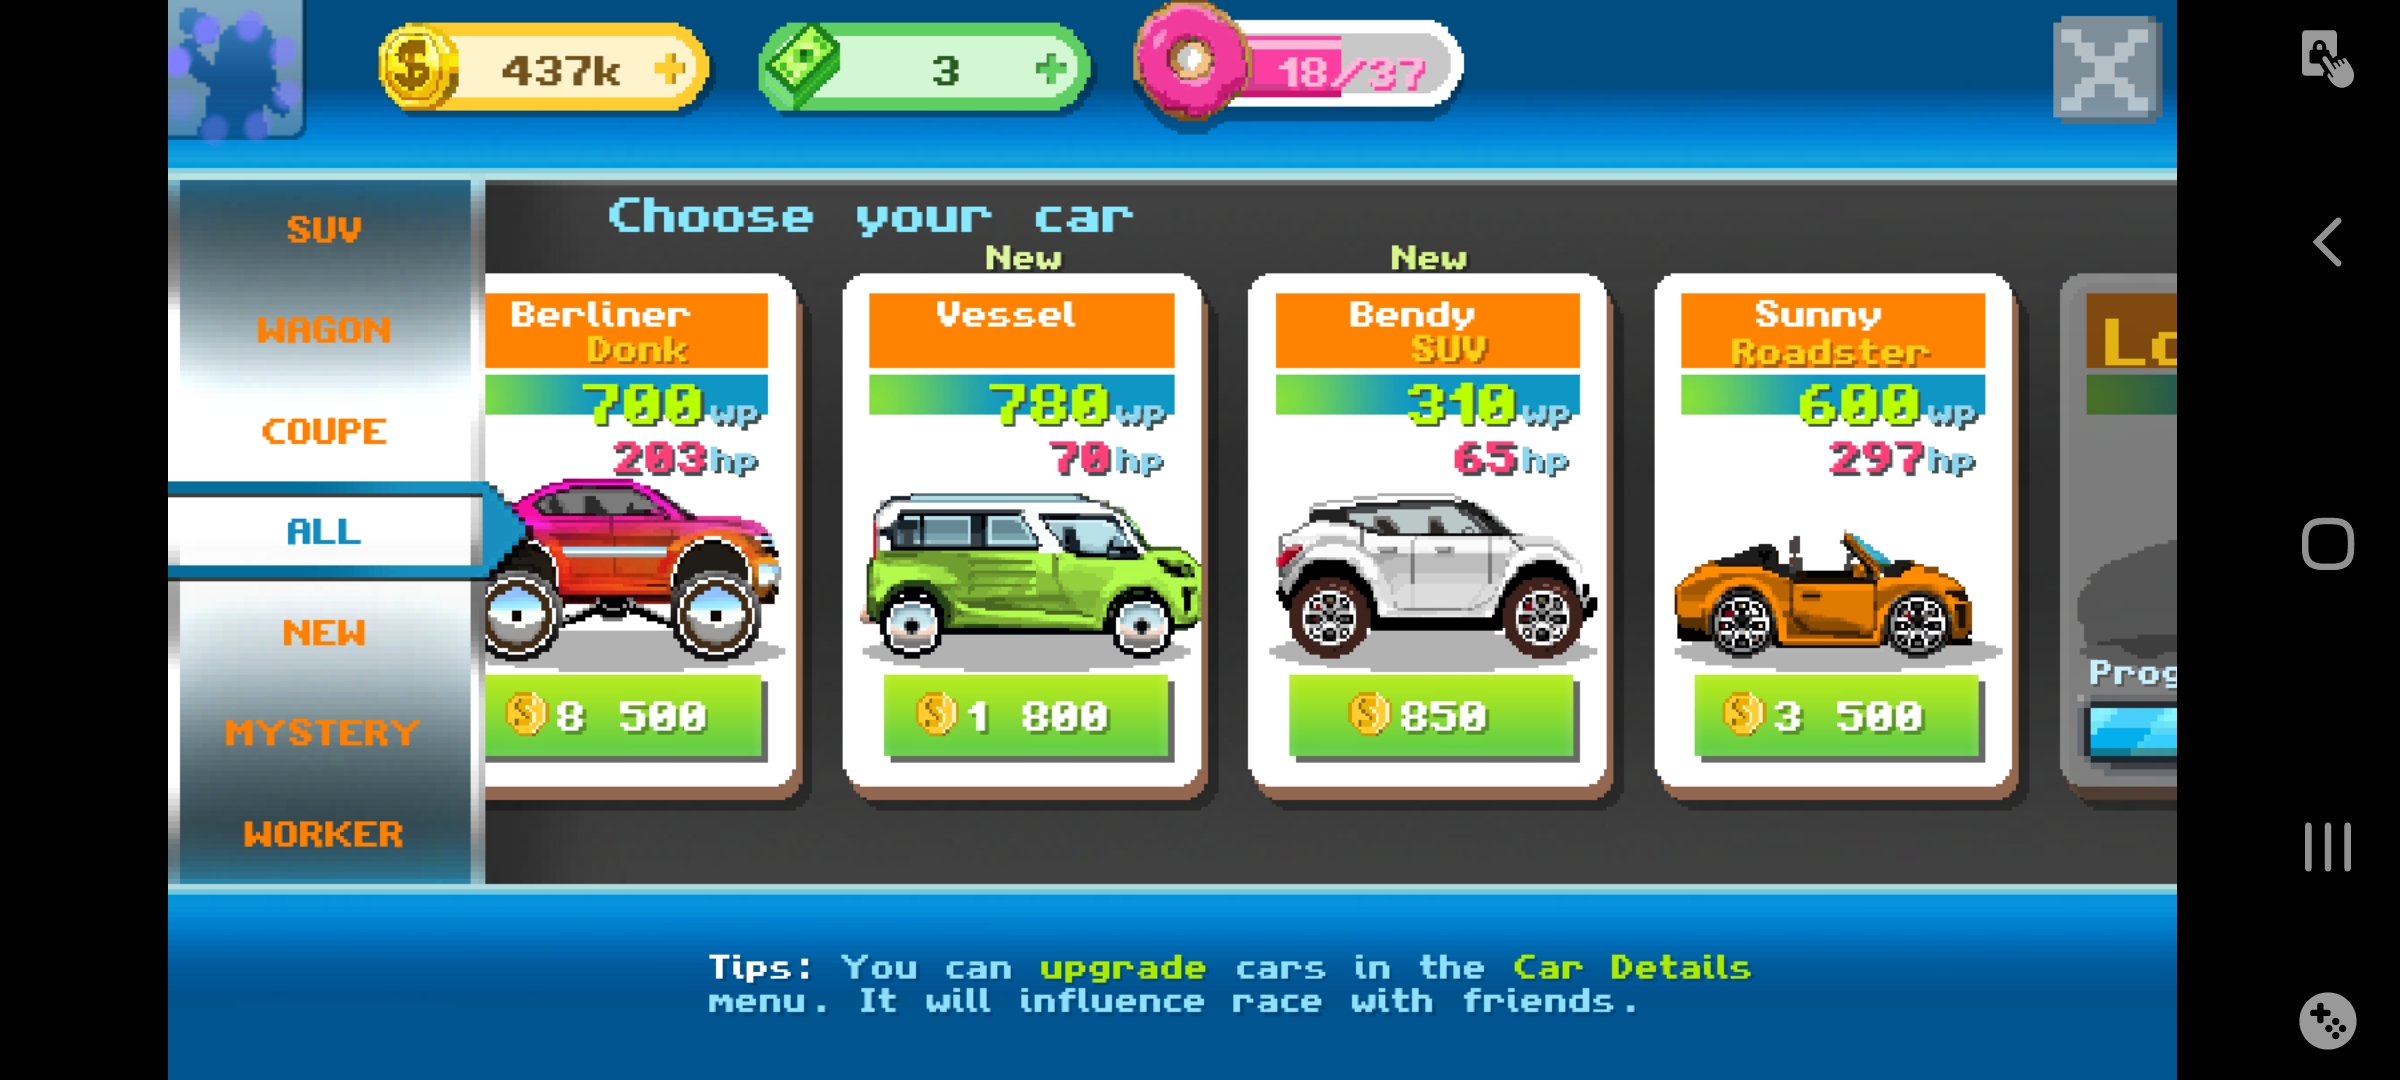 437k
3
18/37
Choose your car
SUV
WAGON
COUPE
ALL
NEW
MYSTERY
WORKER
Berliner
Donk
700wp
203hp
8 500
New
Vessel
780wp
70hp
1 800
New
Bendy
SUV
310wp
65hp
850
Sunny
Roadster
600wp
297hp
3 500
Tips: You can upgrade cars in the Car Details
menu. It will influence race with friends.